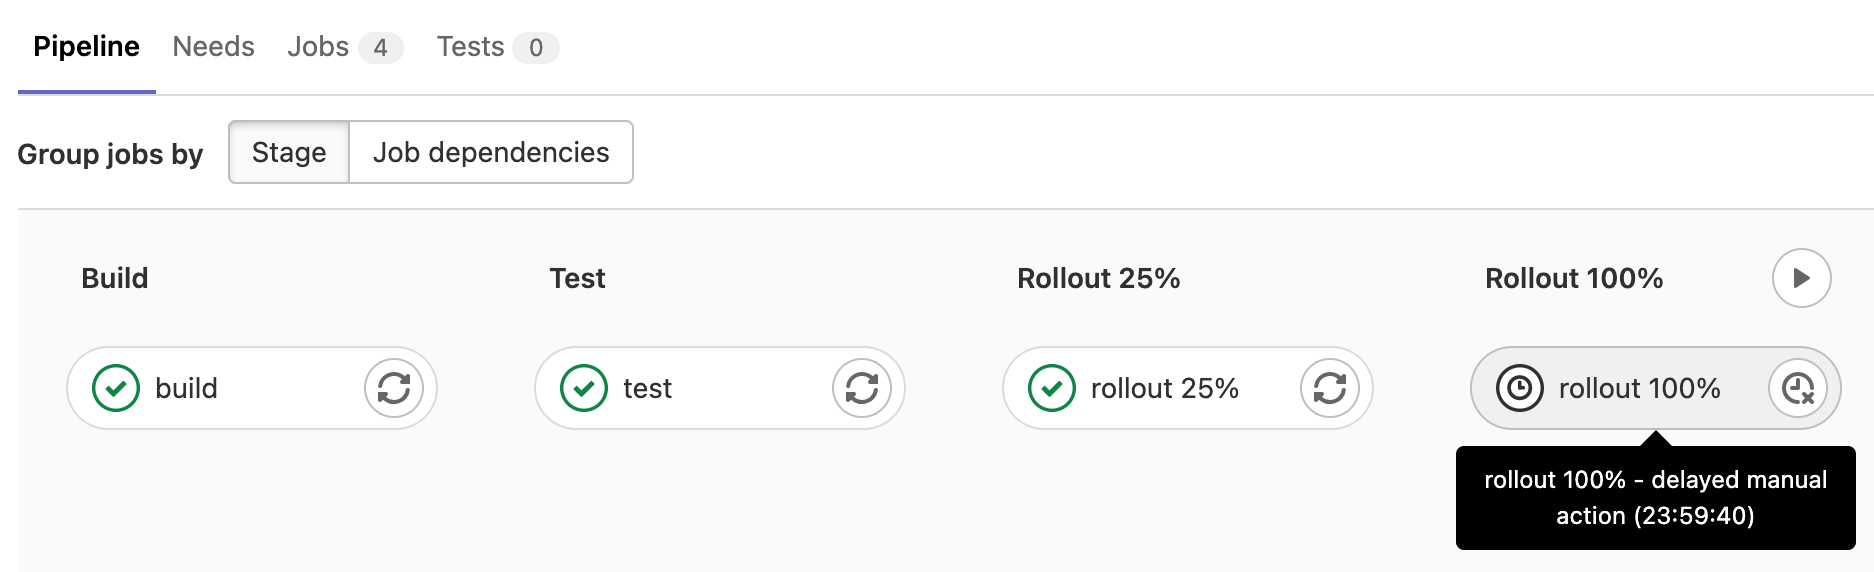 Pipeline Needs Jobs 4 Tests 0
Group jobs by Stage Job dependencies
Build Test Rollout 25% Rollout 100%
build test rollout 25% rollout 100%
rollout 100% - delayed manual
action (23:59:40)